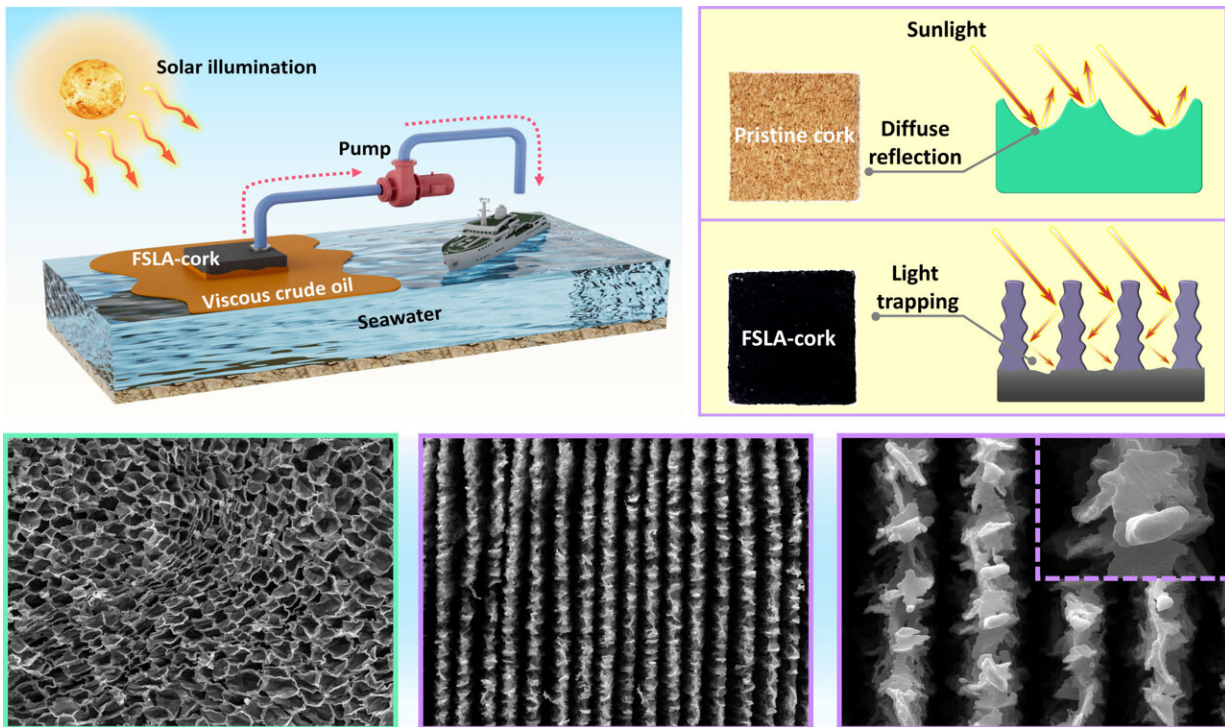 Solar illumination
Pump
FSLA-cork
Viscous crude oil
Seawater
Sunlight
Pristine cork
Diffuse
reflection
Light
trapping
FSLA-cork